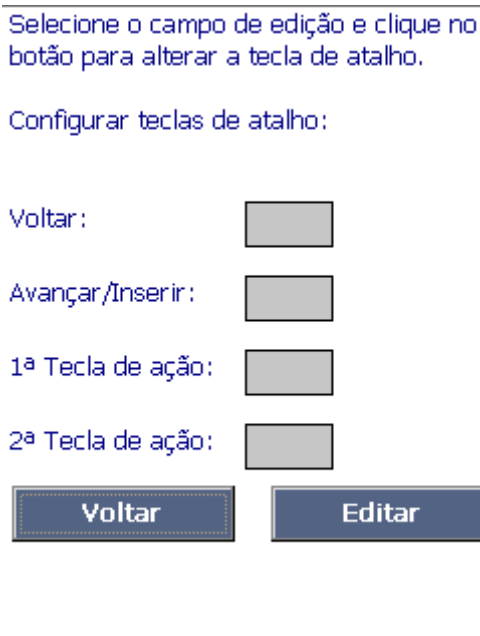 Selecione o campo de edição e clique no
botão para alterar a tecla de atalho.
Configurar teclas de atalho:
Voltar:
Avançar/Inserir:
1ª Tecla de ação:
2ª Tecla de ação:
Voltar Editar